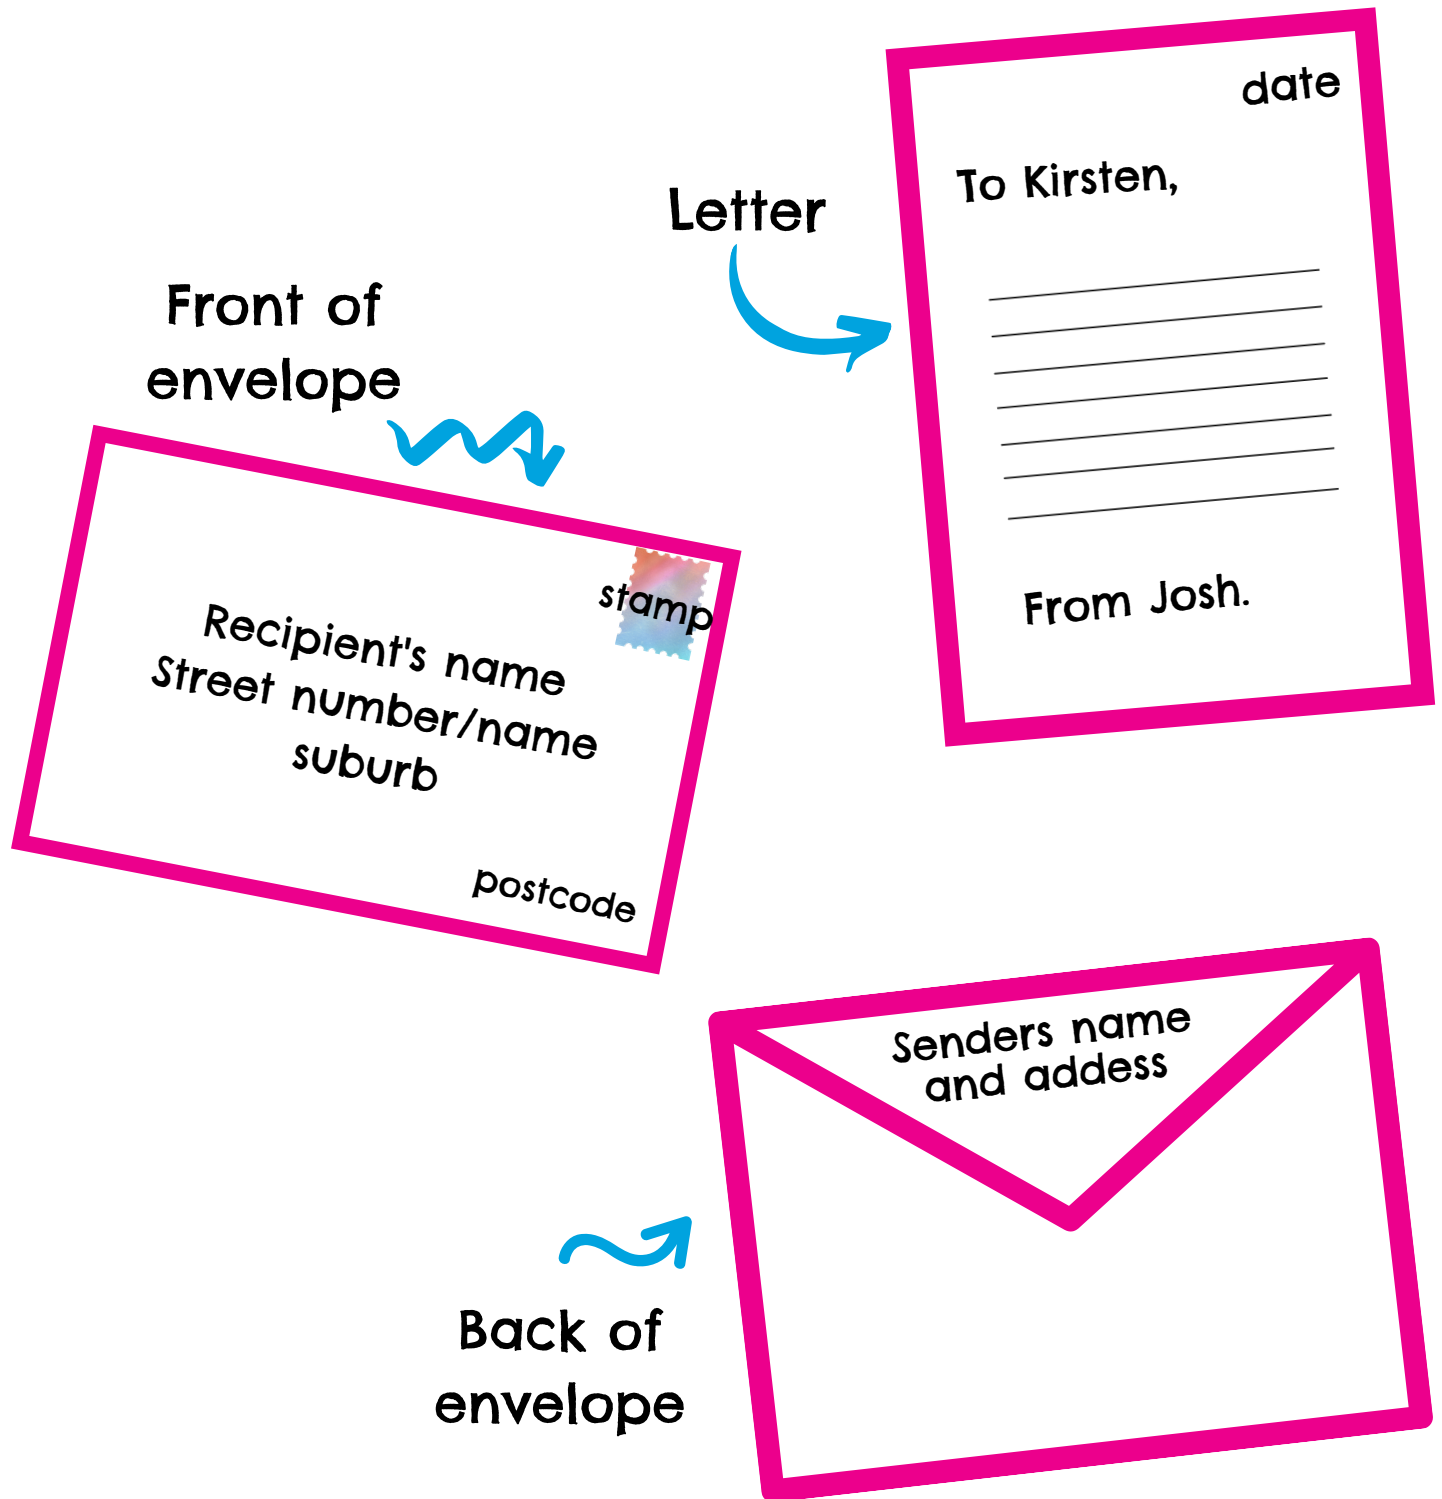 Letter
date
To Kirsten,
From Josh.
Front of
envelope
stamp
Recipient's name
Street number/name
suburb
postcode
Senders name
and addess
Back of
envelope